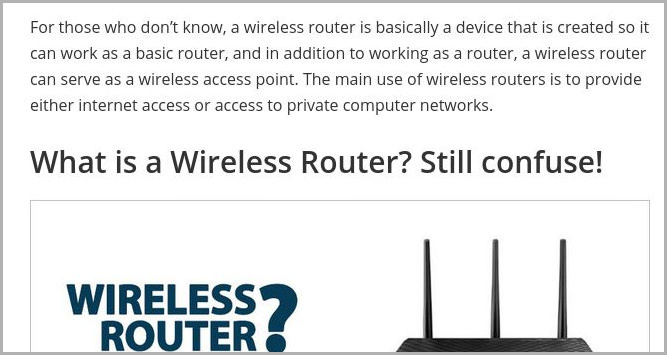 For those who don’t know, a wireless router is basically a device that is created so it
can work as a basic router, and in addition to working as a router, a wireless router
can serve as a wireless access point. The main use of wireless routers is to provide
either internet access or access to private computer networks.
What is a Wireless Router? Still confuse!
WIRELESS
ROUTER?